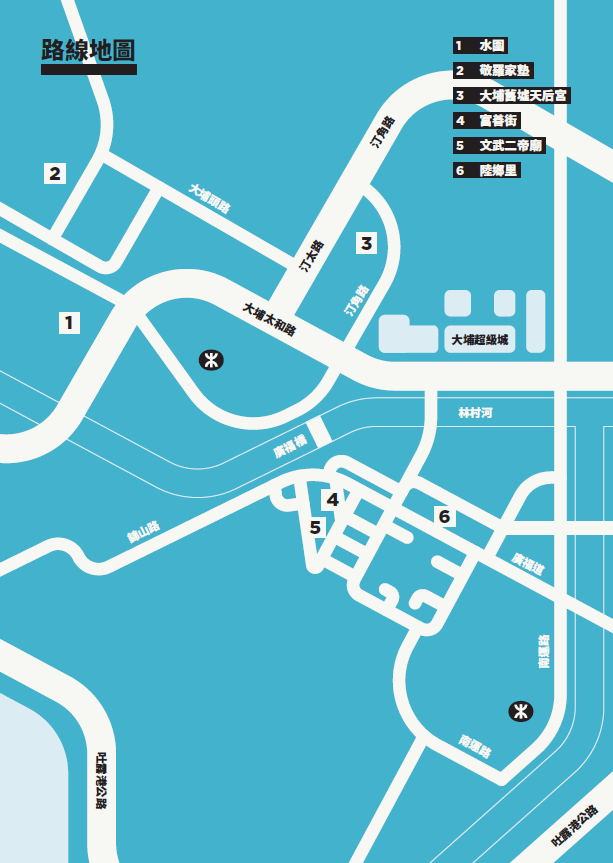 路線地圖
1 水圍
2 敬羅家塾
3 大埔舊墟天后宮
4 富善街
5 文武二帝廟
6 陸鄉里
汀角路
2
大埔頭路
3
汀太路
汀角路
1
大埔太和路
大埔超級城
林村河
廣福橋
4
6
5
錦山路
廣福道
南運路
南運路
吐露港公路
吐露港公路